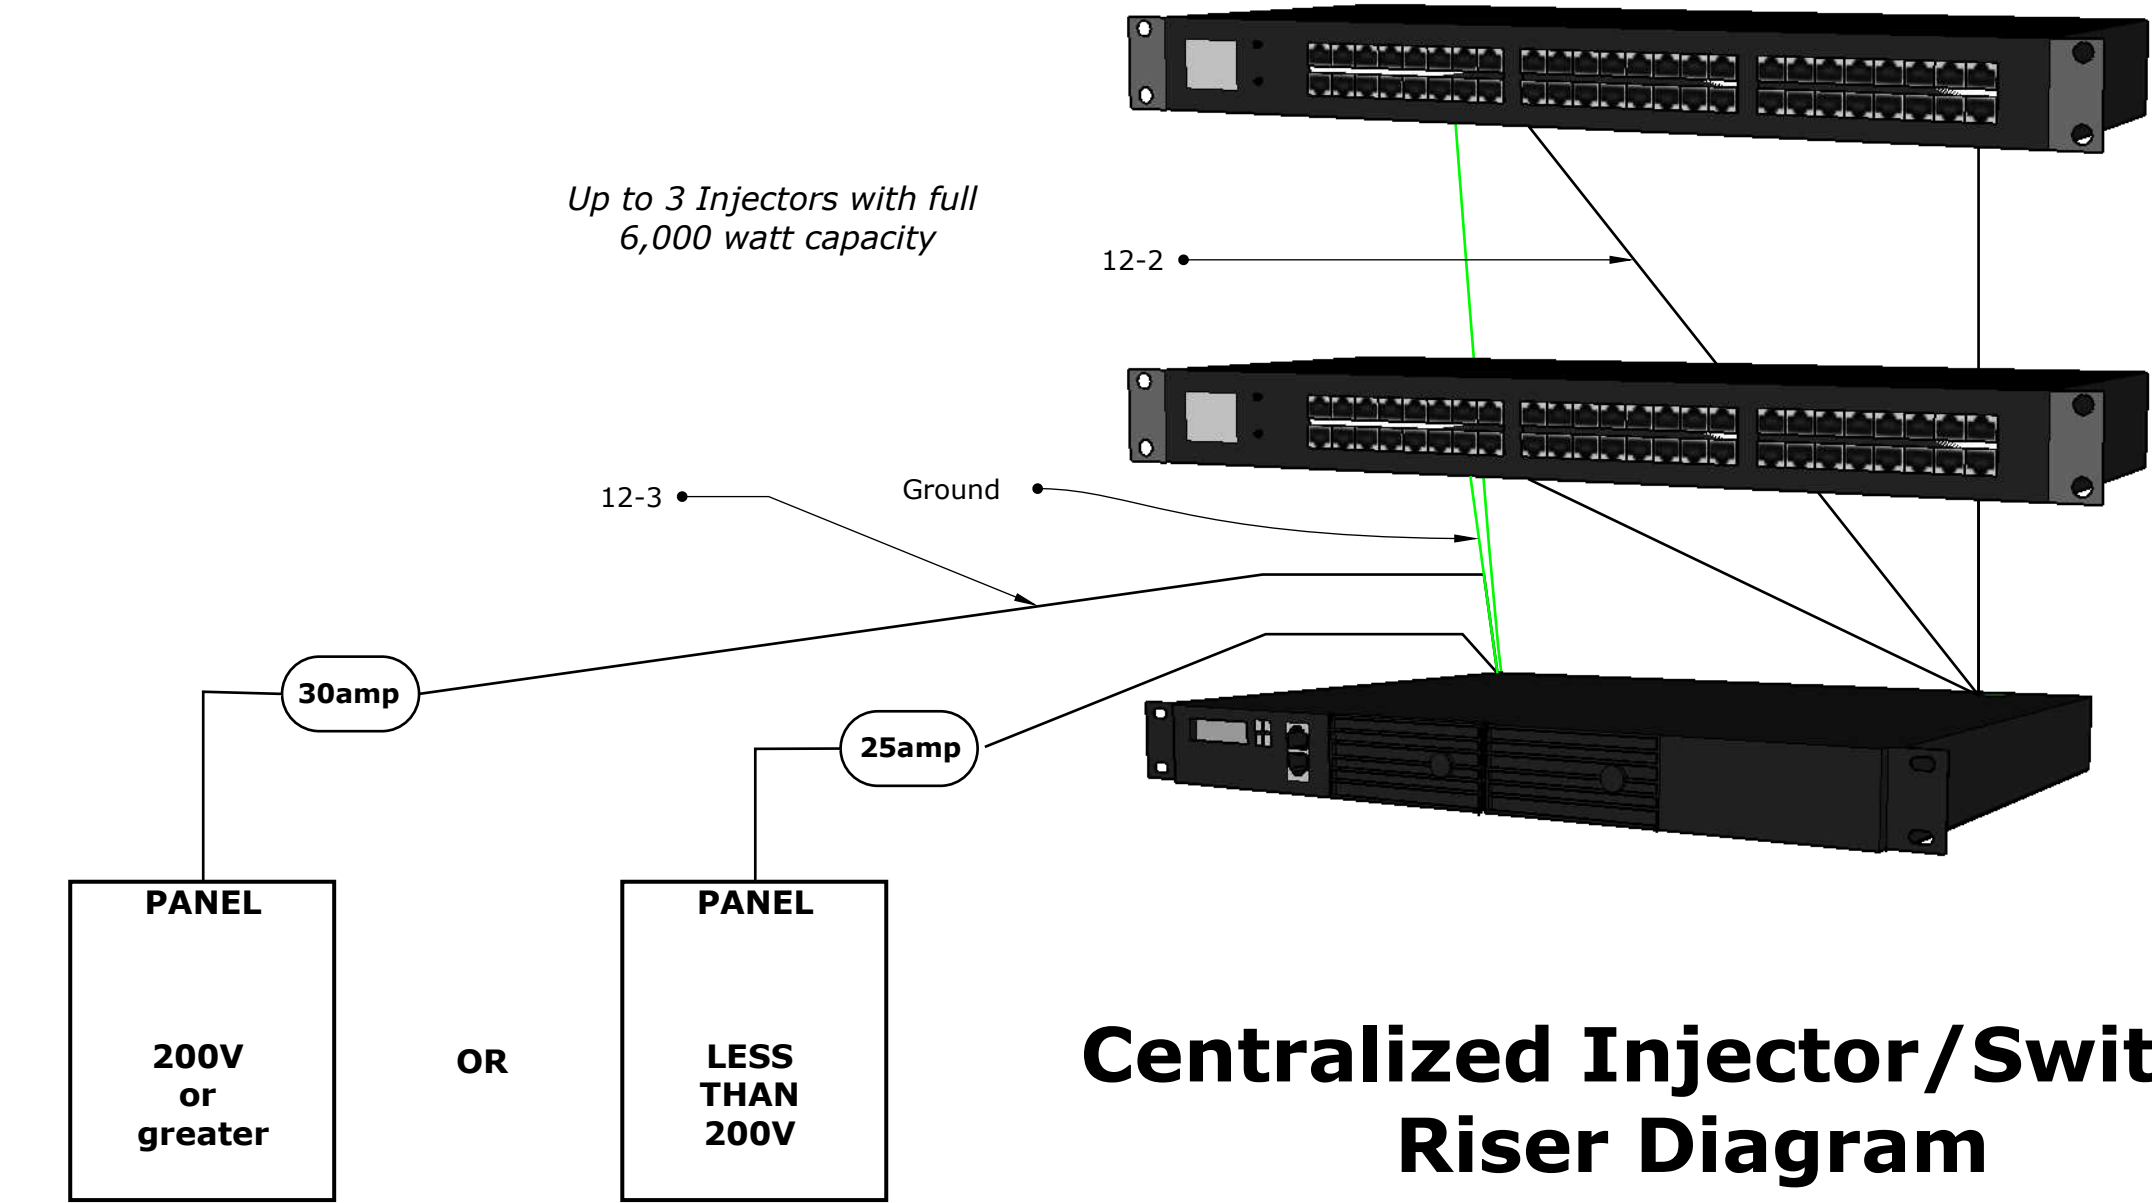 Up to 3 Injectors with full
6,000 watt capacity
12-2
12-3
Ground
30amp
25amp
PANEL
200V
or
greater
OR
PANEL
LESS
THAN
200V
Centralized Injector/Swit
Riser Diagram